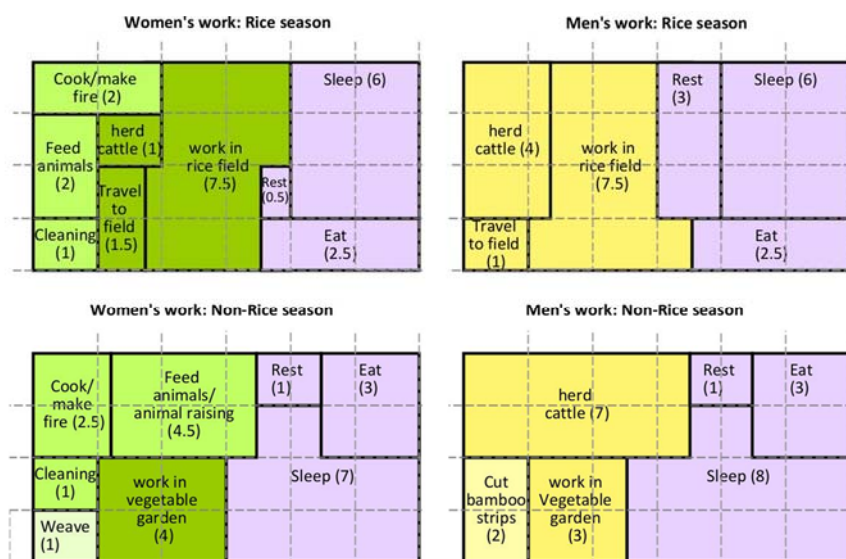 Women's work: Rice season
Cook/make
fire (2)
Sleep (6)
Feed
animals
(2)
herd
cattle (1)
work in
rice field
(7.5)
Travel
to
field
(1.5)
Rest
(0.5)
Cleaning
(1)
Eat
(2.5)
Men's work: Rice season
herd
cattle (4)
work in
rice field
(7.5)
Rest
(3)
Sleep (6)
Travel
to field
(1)
Eat
(2.5)
Women's work: Non-Rice season
Cook/
make
fire (2.5)
Feed
animals/
animal raising
(4.5)
Rest
(1)
Eat
(3)
Cleaning
(1)
work in
vegetable
garden
(4)
Sleep (7)
Weave
(1)
Men's work: Non-Rice season
herd
cattle (7)
Rest
(1)
Eat
(3)
Cut
bamboo
strips
(2)
work in
Vegetable
garden
(3)
Sleep (8)